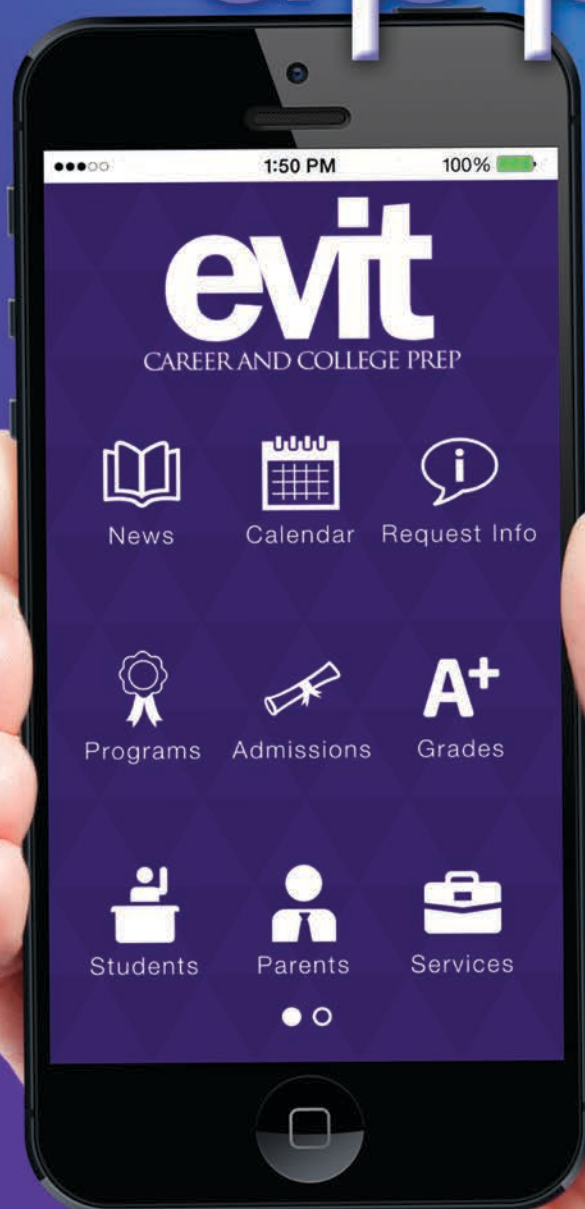 1:50 PM 100%
evit
CAREER AND COLLEGE PREP
i
News Calendar Request Info
A+
Programs Admissions Grades
Students Parents Services